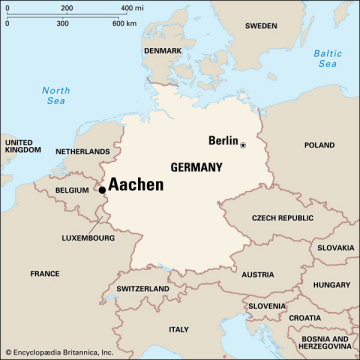 0 200 400 mi
0 300 600 km
SWEDEN
DENMARK
Baltic
Sea
North
Sea
UNITED
KINGDOM
NETHERLANDS
Berlin
POLAND
GERMANY
BELGIUM
Aachen
LUXEMBOURG
CZECH REPUBLIC
SLOVAKIA
FRANCE
AUSTRIA
HUNGARY
SWITZERLAND
SLOVENIA
CROATIA
ITALY
BOSNIA AND
HERZEGOVINA
© Encyclopædia Britannica, Inc.